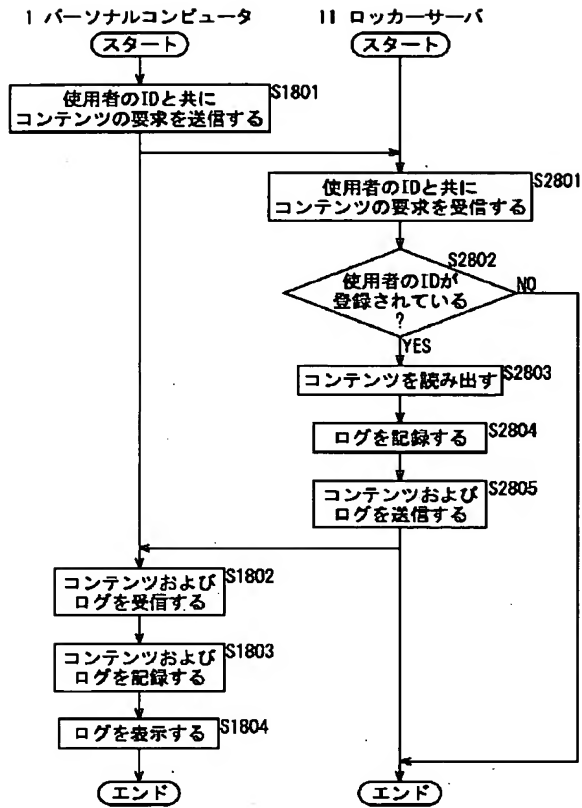 1 パーソナルコンピュータ
スタート
使用者のIDと共に
コンテンツの要求を送信する
S1801
11 ロッカーサーバ
スタート
使用者のIDと共に
コンテンツの要求を受信する
S2801
使用者のIDが
登録されている
?
S2802
NO
YES
コンテンツを読み出す
S2803
ログを記録する
S2804
コンテンツおよび
ログを送信する
S2805
コンテンツおよび
ログを受信する
S1802
コンテンツおよび
ログを記録する
S1803
ログを表示する
S1804
エンド
エンド